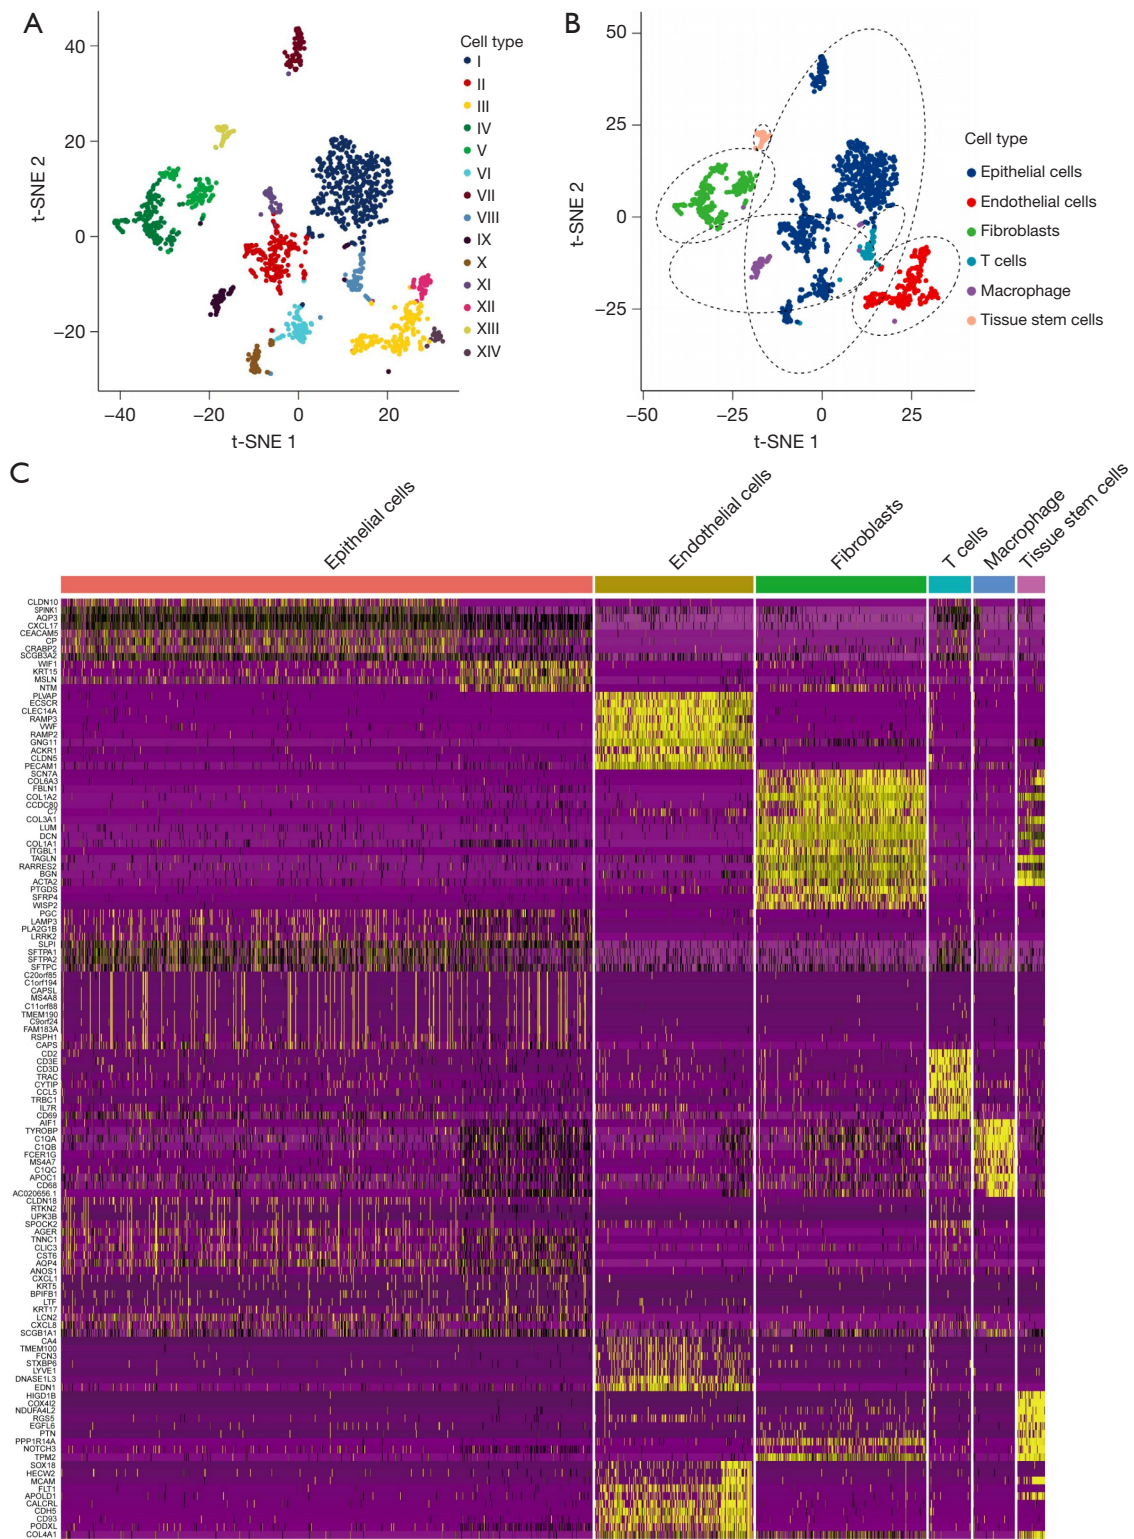 A
40
20
0
−20
−40
−20
0
20
t-SNE 1
t-SNE 2
Cell type
I
II
III
IV
V
VI
VII
VIII
IX
X
XI
XII
XIII
XIV
B
50
25
0
−25
−50
−25
0
25
t-SNE 1
t-SNE 2
Cell type
Epithelial cells
Endothelial cells
Fibroblasts
T cells
Macrophage
Tissue stem cells
C
Epithelial cells
Endothelial cells
Fibroblasts
T cells
Macrophage
Tissue stem cells
CLDN10
SPINK1
AQP3
CXCL17
CEACAM5
CP
CRABP2
SCGB3A2
WIF1
KRT15
MSLN
NTM
PLVAP
ECSCR
CLEC14A
RAMP3
VWF
RAMP2
GNG11
ACKR1
CLDN5
PECAM1
SCN7A
COL6A3
FBLN1
COL1A2
CCDC80
C7
COL3A1
LUM
DCN
COL1A1
ITGBL1
TAGLN
RARRES2
BGN
ACTA2
PTGDS
SFRP4
WISP2
PGC
LAMP3
PLA2G1B
LRRK2
SLPI
SFTPA1
SFTPA2
SFTPC
C20orf85
C1orf194
CAPSL
MS4A8
C11orf88
TMEM190
C9orf24
FAM183A
RSPH1
CAPS
CD2
CD3E
CD3D
TRAC
CYTIP
CCL5
TRBC1
IL7R
CD69
AIF1
TYROBP
C1QA
C1QB
FCER1G
MS4A7
C1QC
APOC1
CD68
AC020656.1
CLDN18
RTKN2
UPK3B
SPOCK2
AGER
TNNC1
CLIC3
CST6
AQP4
ANOS1
CXCL1
KRT5
BPIFB1
LTF
KRT17
LCN2
CXCL8
SCGB1A1
CA4
TMEM100
FCN3
STXBP6
LYVE1
DNASE1L3
EDN1
HIGD1B
COX4I2
NDUFA4L2
RGS5
EGFL6
PTN
PPP1R14A
NOTCH3
TPM2
SOX18
HECW2
MCAM
FLT1
APOLD1
CALCRL
CDH5
CD93
PODXL
COL4A1